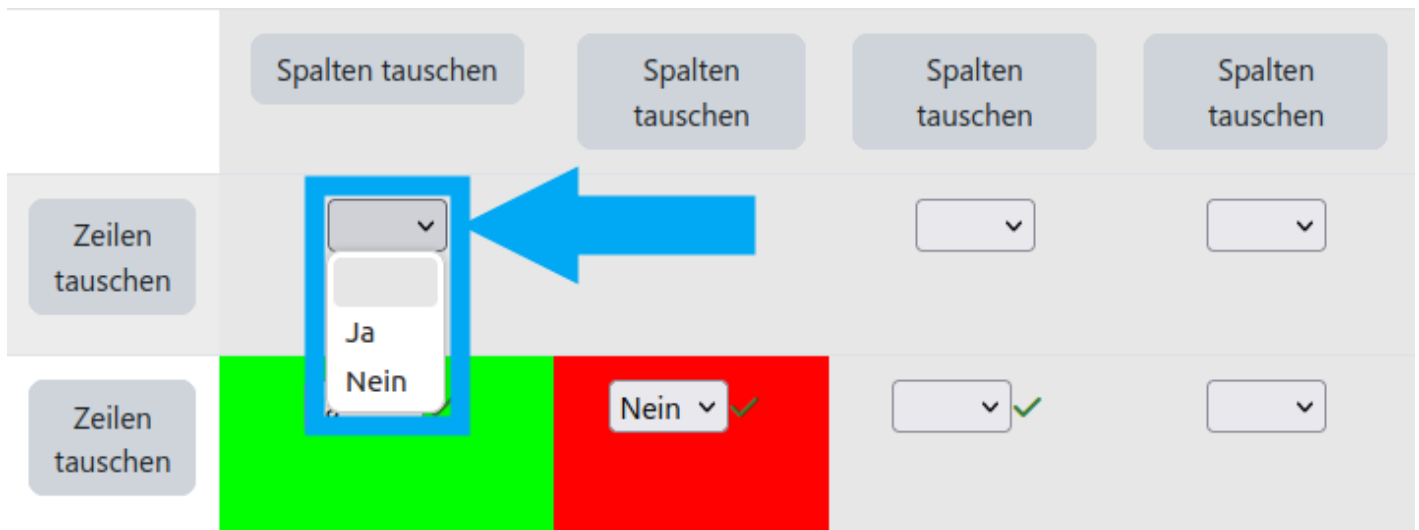 Spalten tauschen
Spalten
tauschen
Spalten
tauschen
Spalten
tauschen
Zeilen
tauschen
Ja
Nein
Zeilen
tauschen
Nein